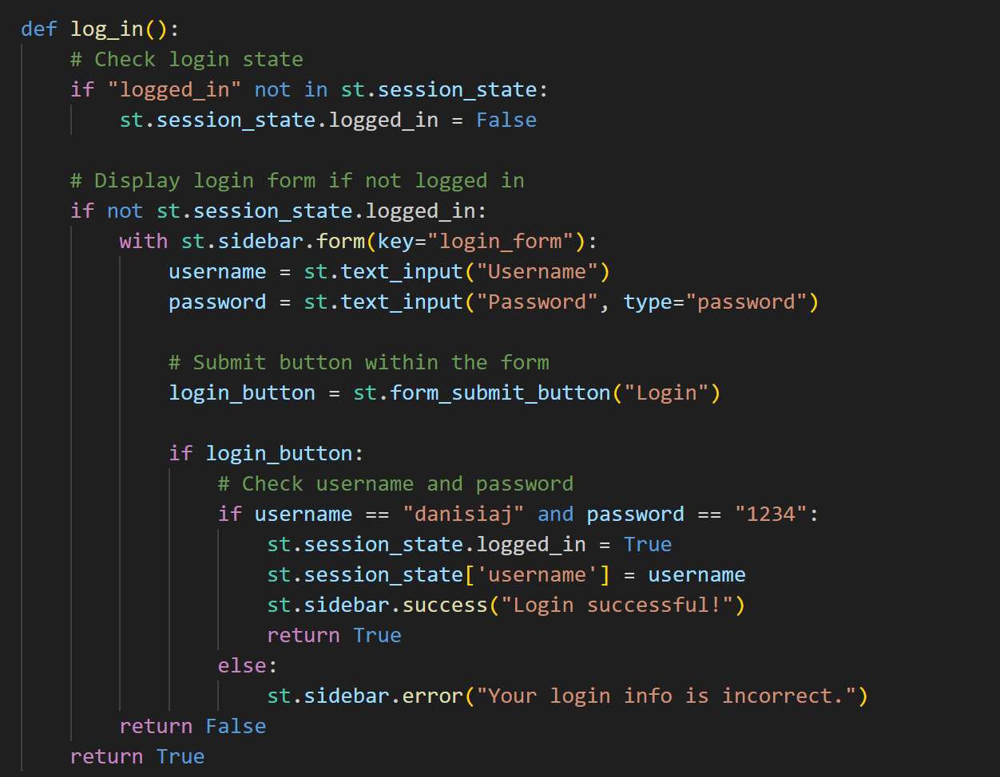 def log_in():
    # Check login state
    if "logged_in" not in st.session_state:
        st.session_state.logged_in = False

    # Display login form if not logged in
    if not st.session_state.logged_in:
        with st.sidebar.form(key="login_form"):
            username = st.text_input("Username")
            password = st.text_input("Password", type="password")

            # Submit button within the form
            login_button = st.form_submit_button("Login")

            if login_button:
                # Check username and password
                if username == "danisiaj" and password == "1234":
                    st.session_state.logged_in = True
                    st.session_state['username'] = username
                    st.sidebar.success("Login successful!")
                    return True
                else:
                    st.sidebar.error("Your login info is incorrect.")
        return False
    return True